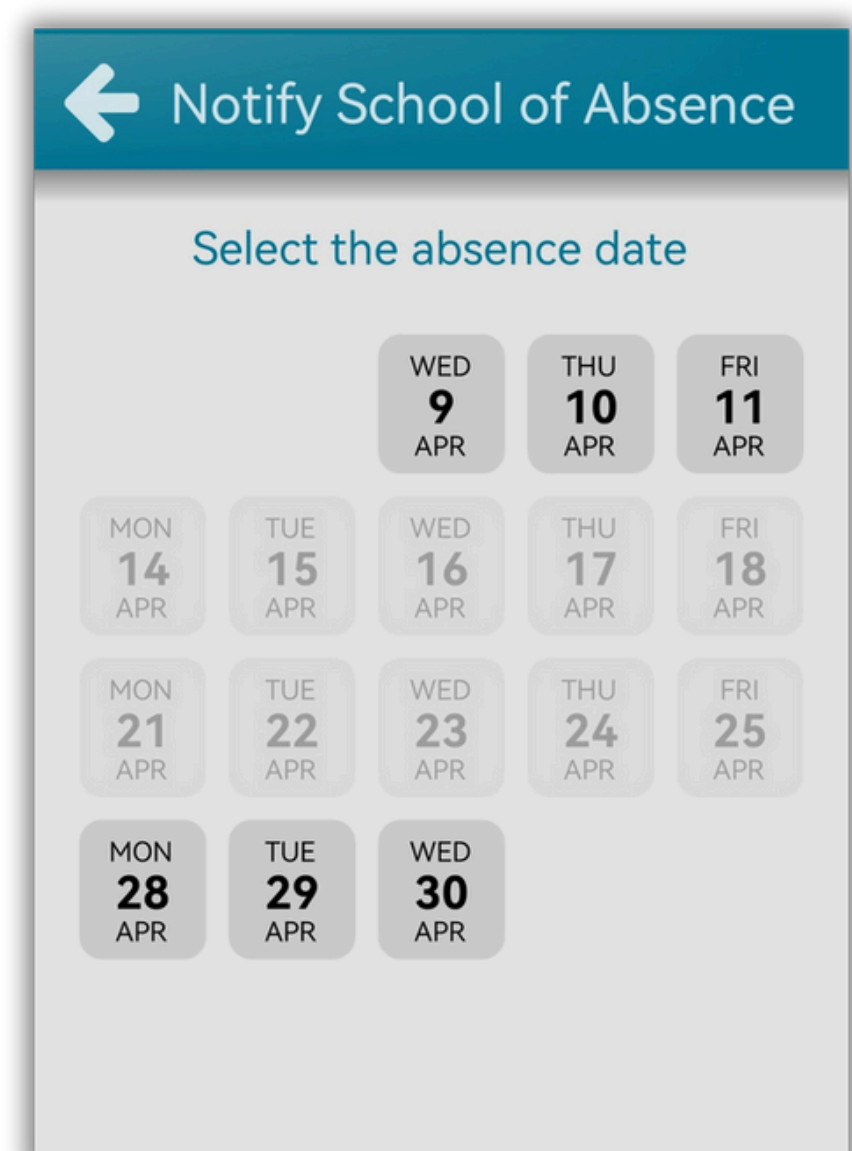 Notify School of Absence
Select the absence date
WED THU FRI
9 10 11
APR APR APR
MON TUE WED THU FRI
14 15 16 17 18
APR APR APR APR APR
MON TUE WED THU FRI
21 22 23 24 25
APR APR APR APR APR
MON TUE WED
28 29 30
APR APR APR